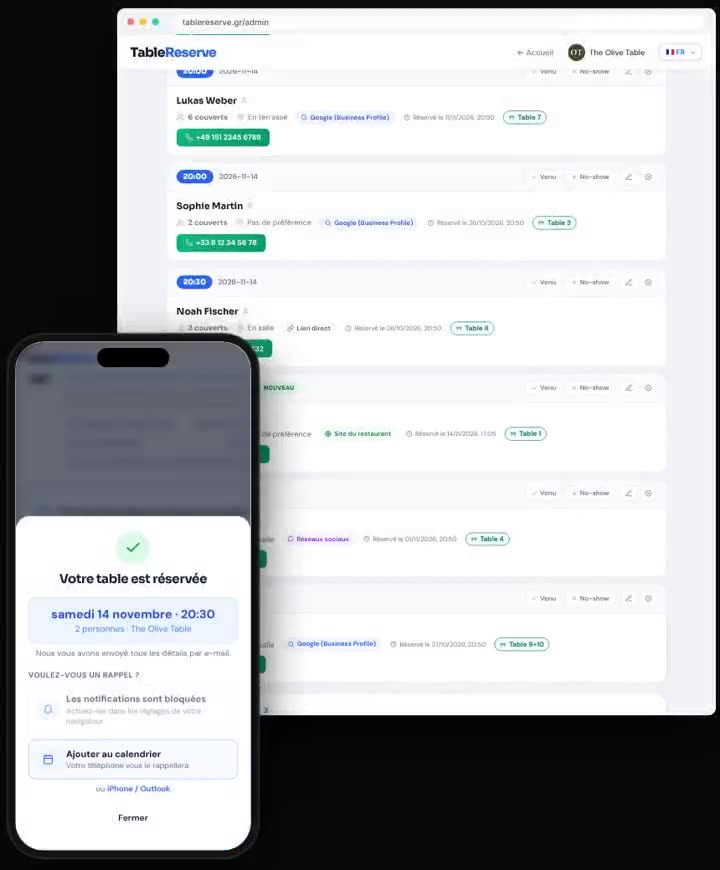 tablereserve.gr/admin
TableReserve
← Accueil
OT
The Olive Table
FR
20:00 2026-11-14 Venu No-show
Lukas Weber
6 couverts En terrasse Google (Business Profile) Réservé le 11/11/2026, 20:50 Table 7
+49 151 2345 6789
20:00 2026-11-14 Venu No-show
Sophie Martin
2 couverts Pas de préférence Google (Business Profile) Réservé le 26/10/2026, 20:50 Table 3
+33 6 12 34 56 78
20:30 2026-11-14 Venu No-show
Noah Fischer
3 couverts En salle Lien direct Réservé le 28/10/2026, 20:50 Table 8
NOUVEAU Venu No-show
de préférence Site du restaurant Réservé le 14/11/2026, 17:05 Table 1
Venu No-show
salle Réseaux sociaux Réservé le 01/11/2026, 20:50 Table 4
Venu No-show
salle Google (Business Profile) Réservé le 27/10/2026, 20:50 Table 9+10
Votre table est réservée
samedi 14 novembre · 20:30
2 personnes · The Olive Table
Nous vous avons envoyé tous les détails par e-mail.
VOULEZ-VOUS UN RAPPEL ?
Les notifications sont bloquées
Activez-les dans les réglages de votre
navigateur
Ajouter au calendrier
Votre téléphone vous le rappellera
ou iPhone / Outlook
Fermer